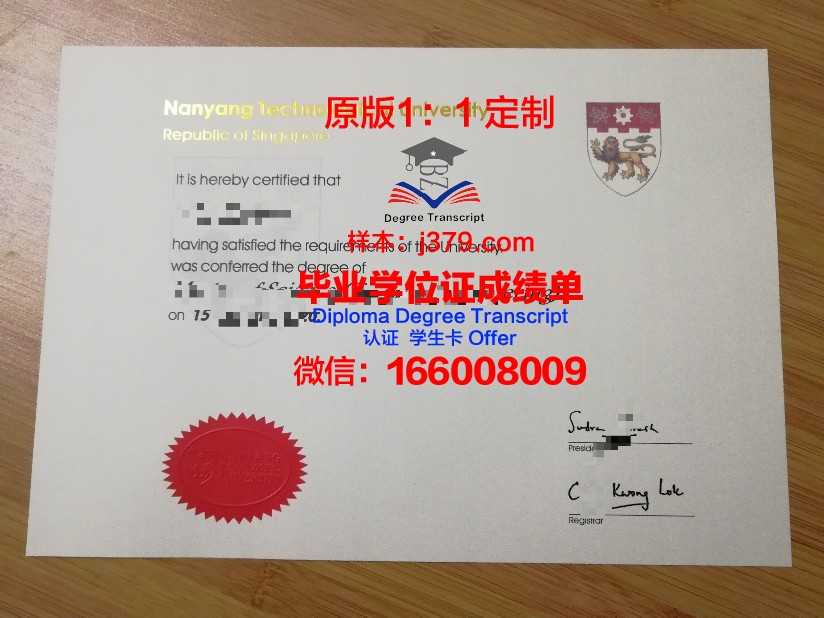 Nanyang Technological University
原版1：1 定制
Republic of Singapore
It is hereby certified that
BZ
Degree Transcript
样本：j379.com
having satisfied the requirements of the University,
was conferred the degree of
毕业学位证成绩单
Diploma Degree Transcript
on 15
认证 学生卡 Offer
微信：166008009
President
C Kwong Lok
Registrar